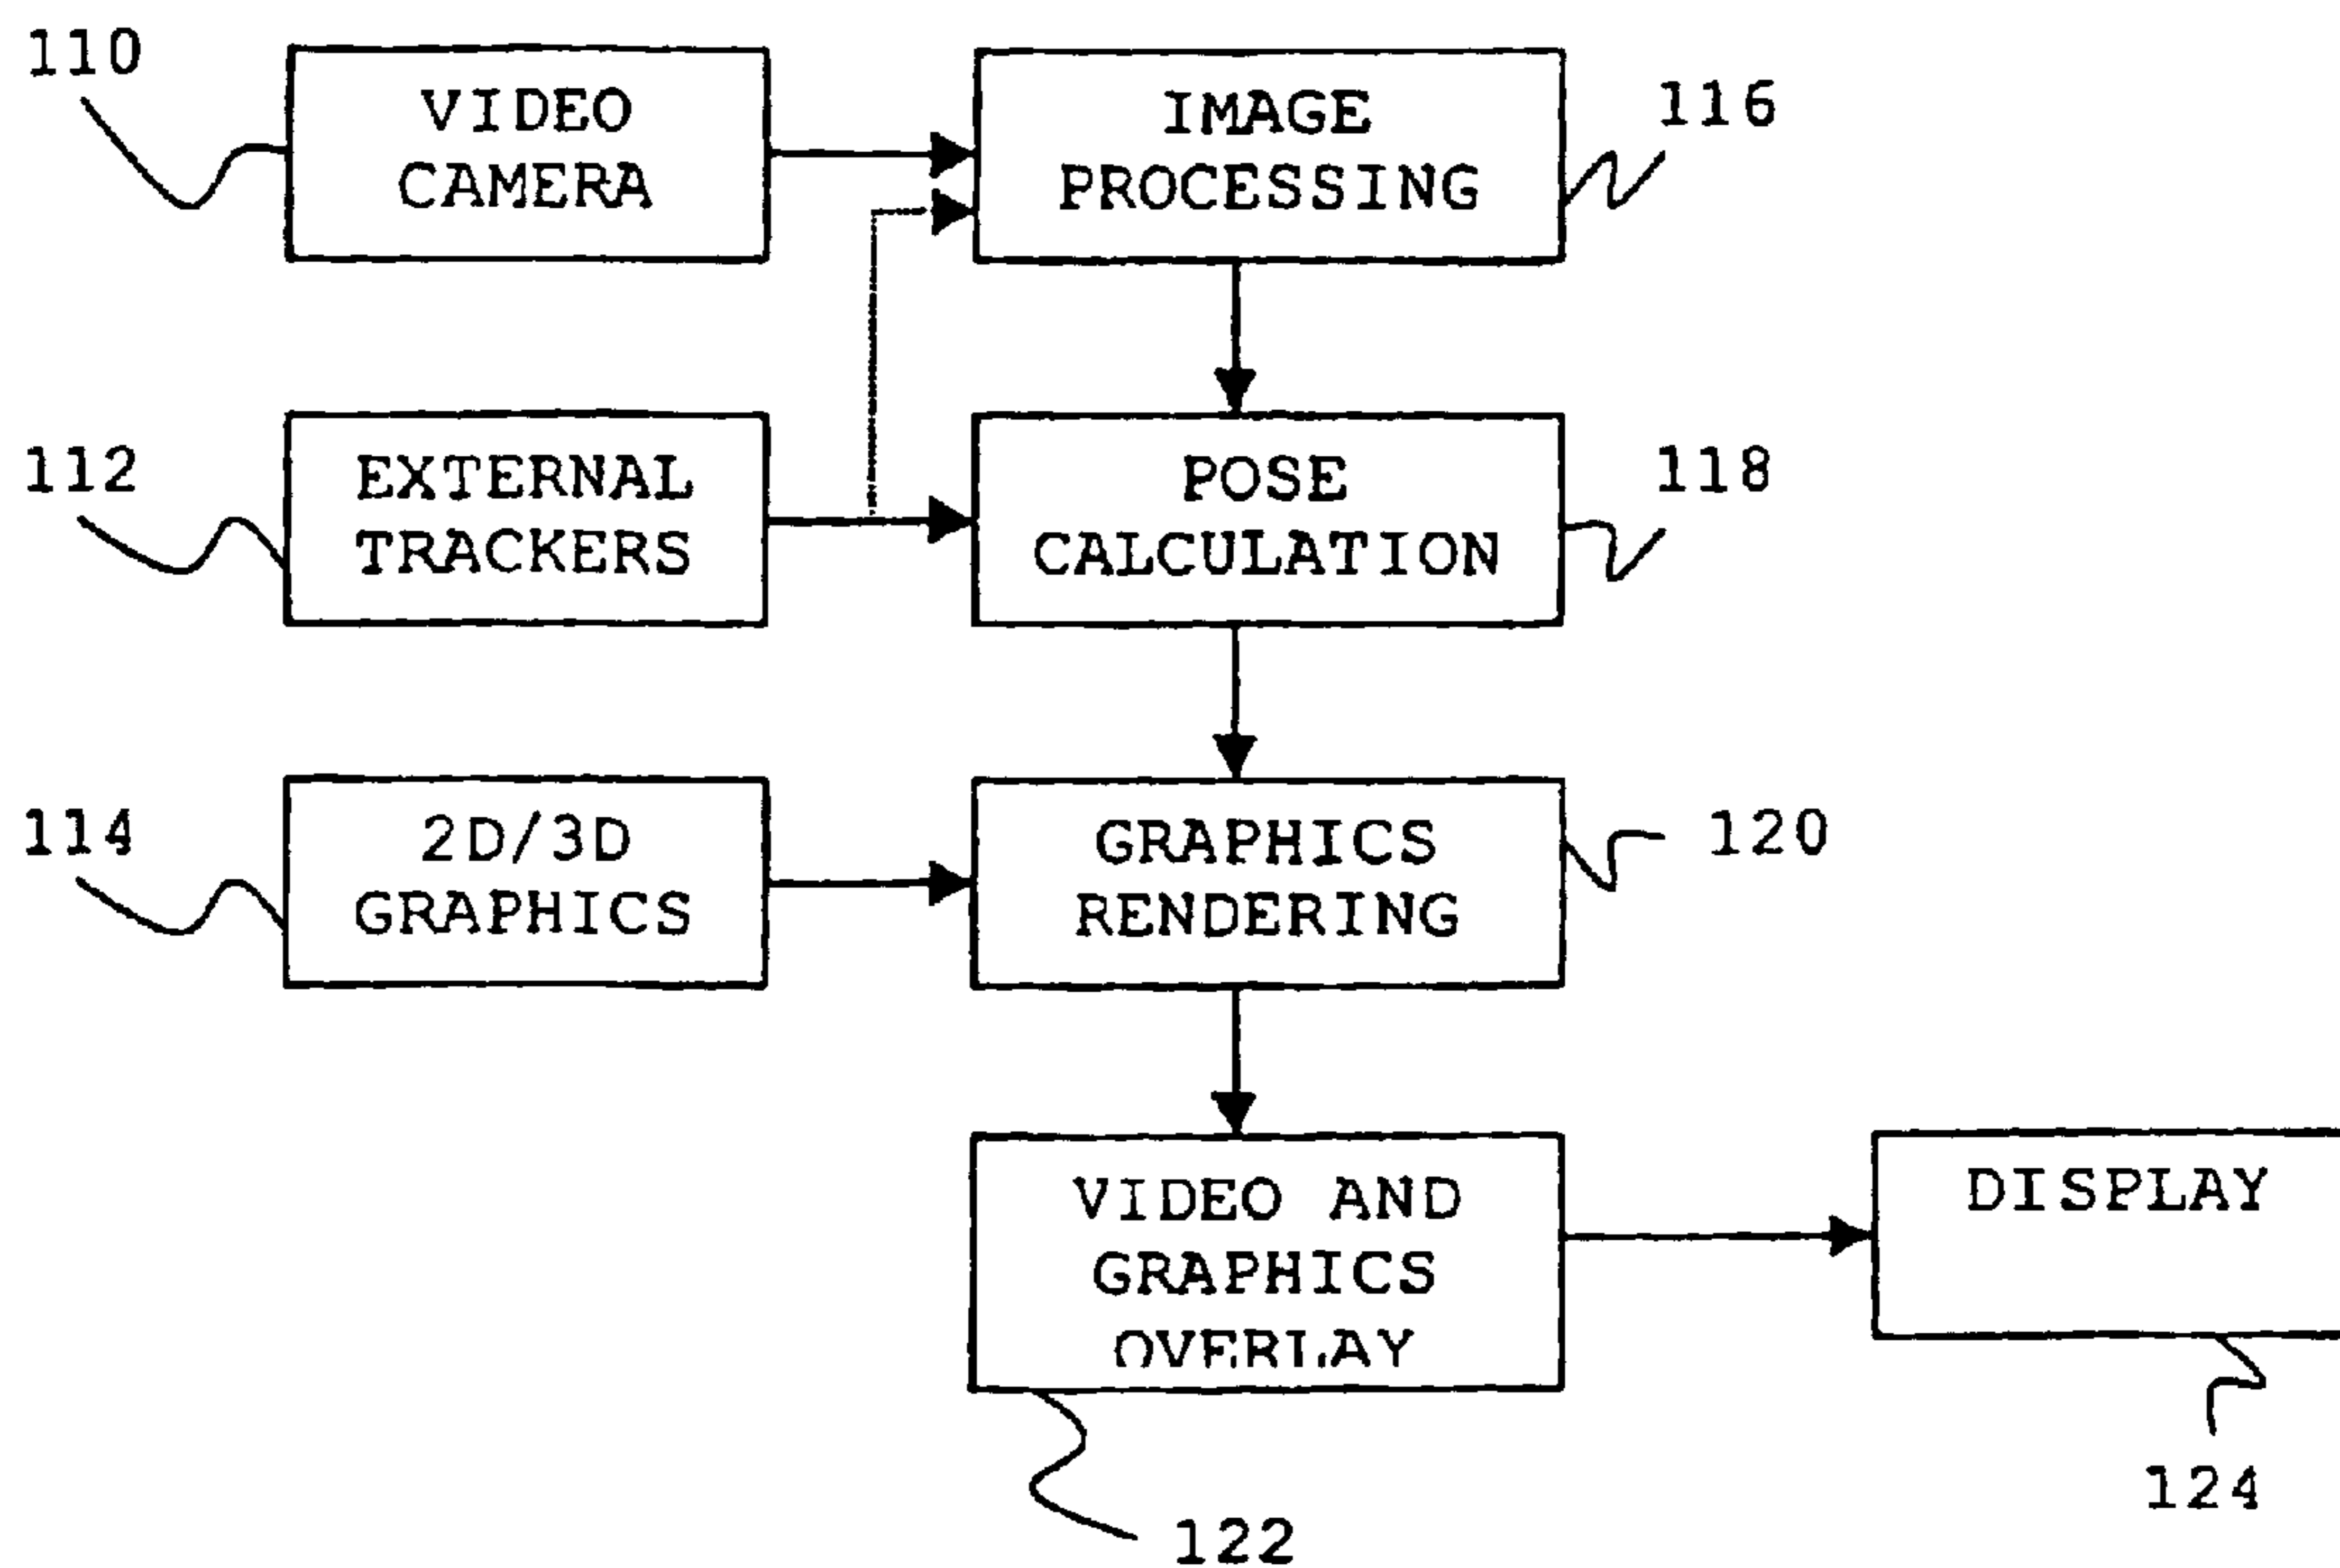 110
VIDEO
CAMERA
IMAGE
PROCESSING
116
112
EXTERNAL
TRACKERS
POSE
CALCULATION
118
114
2D/3D
GRAPHICS
GRAPHICS
RENDERING
120
VIDEO AND
GRAPHICS
OVERLAY
DISPLAY
122
124